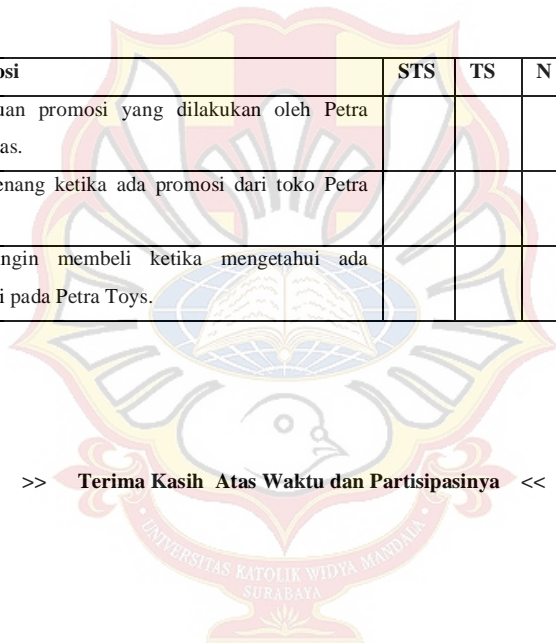 osi STS TS N
uan promosi yang dilakukan oleh Petra
as.
enang ketika ada promosi dari toko Petra
ngin membeli ketika mengetahui ada
i pada Petra Toys.
>> Terima Kasih Atas Waktu dan Partisipasinya <<
UNIVERSITAS KATOLIK WIDYA MANDALA
SURABAYA